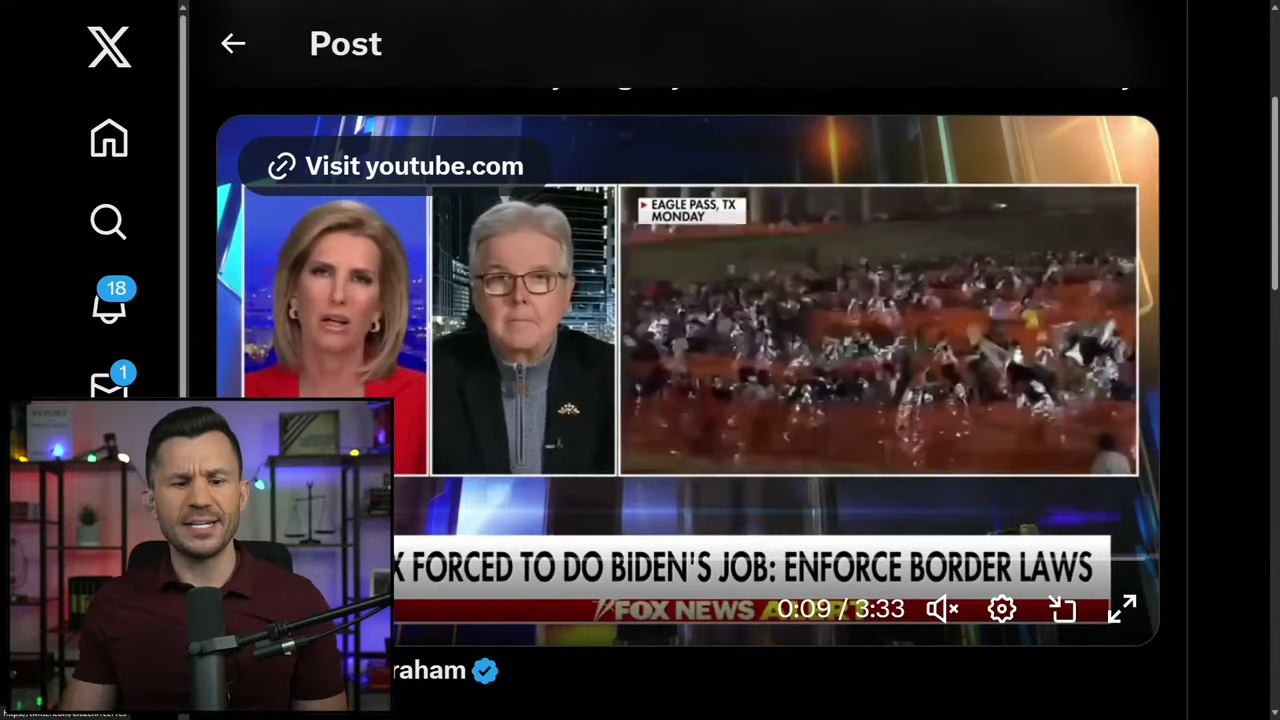 Post
Visit youtube.com
18
1
EAGLE PASS, TX
MONDAY
X FORCED TO DO BIDEN'S JOB: ENFORCE BORDER LAWS
FOX NEWS
0:09 / 3:33
raham